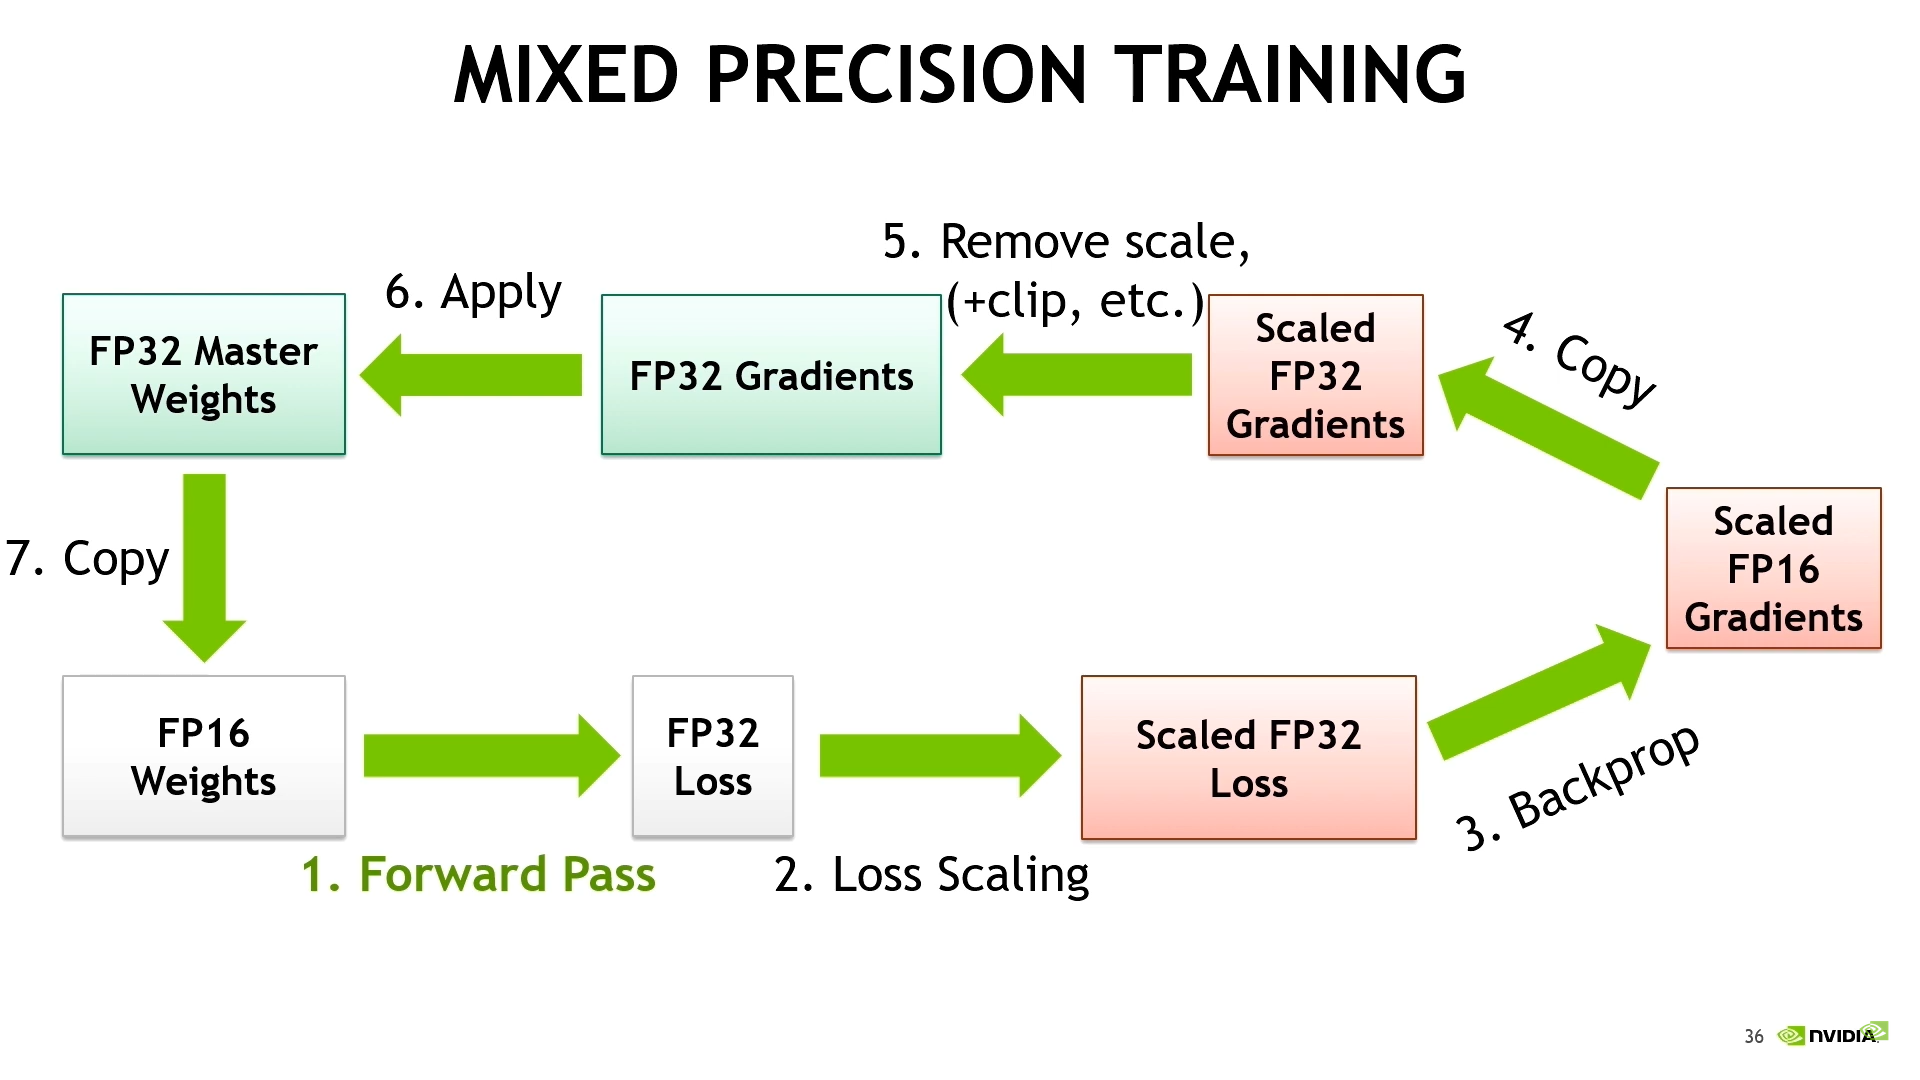 MIXED PRECISION TRAINING
5. Remove scale,
(+clip, etc.)
6. Apply
4. Copy
FP32 Master
Weights
FP32 Gradients
Scaled
FP32
Gradients
Scaled
FP16
Gradients
7. Copy
FP16
Weights
FP32
Loss
Scaled FP32
Loss
3. Backprop
1. Forward Pass
2. Loss Scaling
36
NVIDIA.